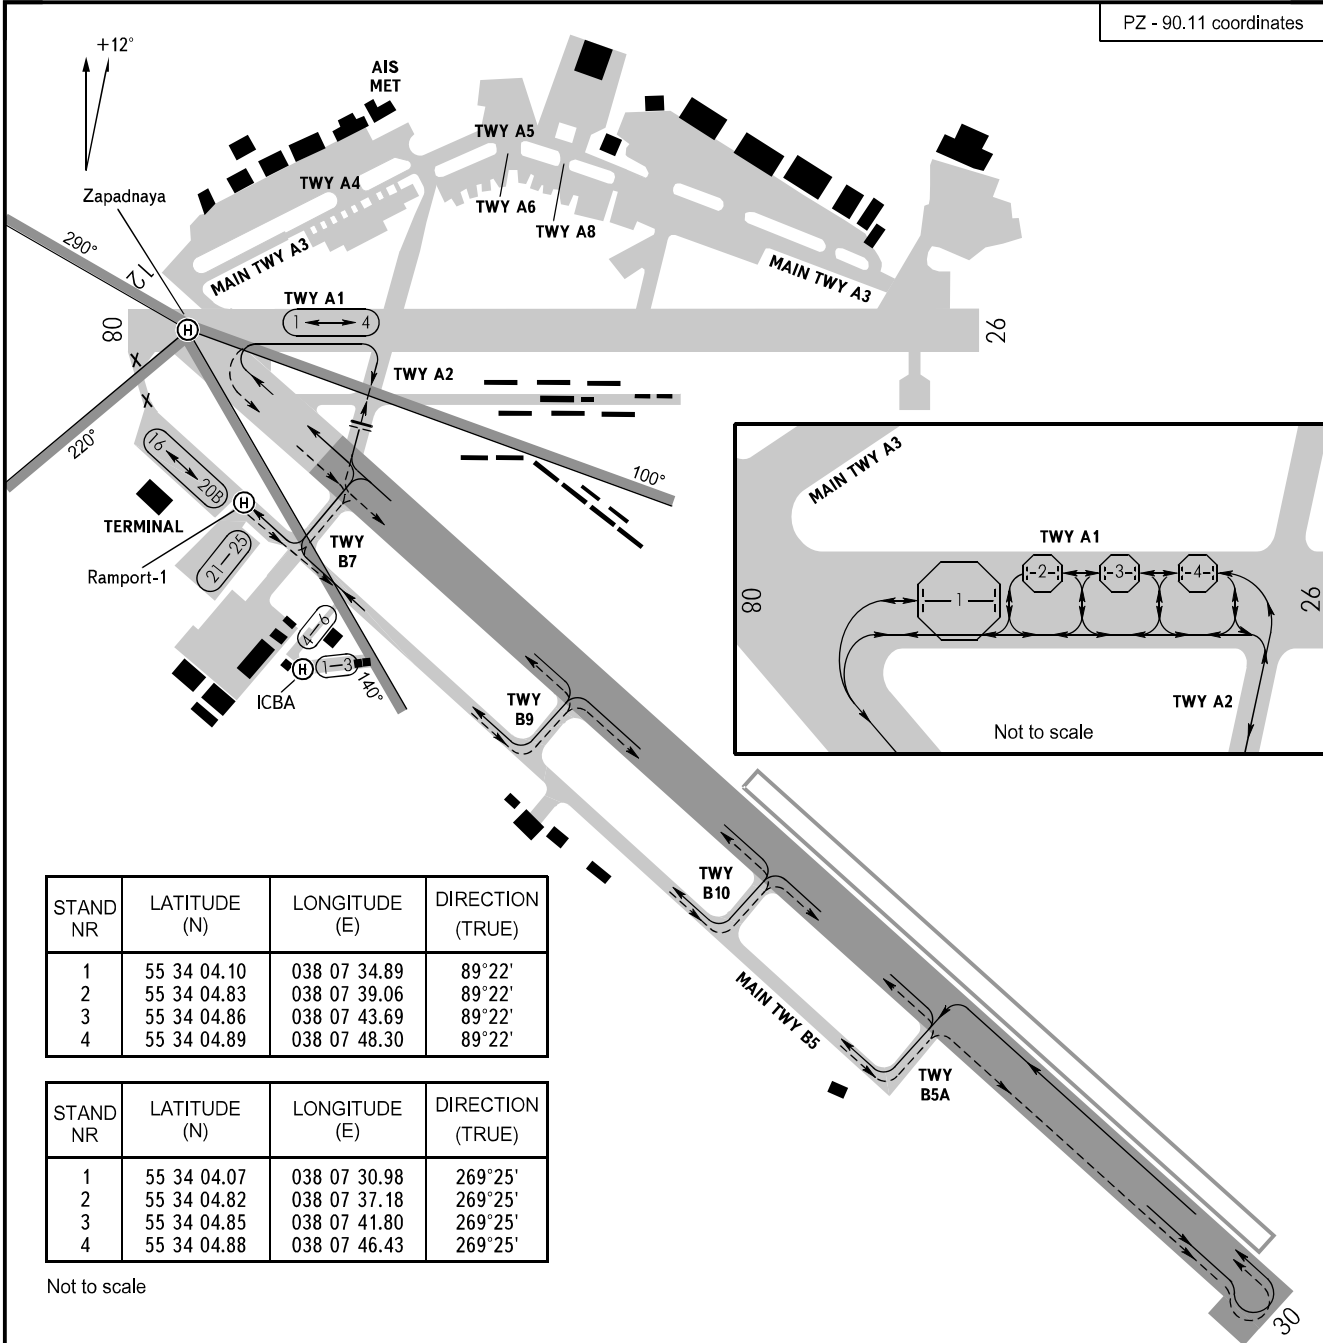 PZ - 90.11 coordinates
+12°
AIS
MET
TWY A5
TWY A4
Zapadnaya
TWY A6
TWY A8
290°
12
MAIN TWY A3
MAIN TWY A3
TWY A1
1 4
08
26
H
TWY A2
220°
100°
16 20B
TERMINAL
H
21 25
TWY
B7
Ramport-1
4 6
H
1 3
140°
ICBA
MAIN TWY A3
TWY A1
1
2
3
4
08
26
TWY A2
Not to scale
TWY
B9
TWY
B10
MAIN TWY B5
TWY
B5A
30
STAND
NR
LATITUDE
(N)
LONGITUDE
(E)
DIRECTION
(TRUE)
1 55 34 04.10 038 07 34.89 89°22'
2 55 34 04.83 038 07 39.06 89°22'
3 55 34 04.86 038 07 43.69 89°22'
4 55 34 04.89 038 07 48.30 89°22'
STAND
NR
LATITUDE
(N)
LONGITUDE
(E)
DIRECTION
(TRUE)
1 55 34 04.07 038 07 30.98 269°25'
2 55 34 04.82 038 07 37.18 269°25'
3 55 34 04.85 038 07 41.80 269°25'
4 55 34 04.88 038 07 46.43 269°25'
Not to scale